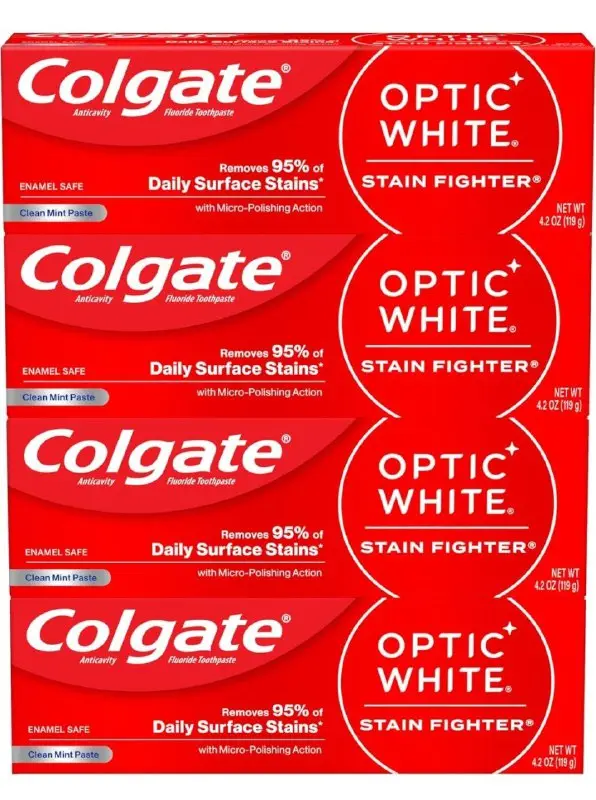 Daily Surface Stains*
STAIN FIGHTER®
Colgate®
Anticavity Fluoride Toothpaste
OPTIC
WHITE®
Removes 95% of
Daily Surface Stains*
STAIN FIGHTER®
ENAMEL SAFE
with Micro-Polishing Action
Clean Mint Paste
NET WT
4.2 OZ (119 g)
Colgate®
Anticavity Fluoride Toothpaste
OPTIC
WHITE®
Removes 95% of
Daily Surface Stains*
STAIN FIGHTER®
ENAMEL SAFE
with Micro-Polishing Action
Clean Mint Paste
NET WT
4.2 OZ (119 g)
Colgate®
Anticavity Fluoride Toothpaste
OPTIC
WHITE®
Removes 95% of
Daily Surface Stains*
STAIN FIGHTER®
ENAMEL SAFE
with Micro-Polishing Action
Clean Mint Paste
NET WT
4.2 OZ (119 g)
Colgate®
Anticavity Fluoride Toothpaste
OPTIC
WHITE®
Removes 95% of
Daily Surface Stains*
STAIN FIGHTER®
ENAMEL SAFE
with Micro-Polishing Action
Clean Mint Paste
NET WT
4.2 OZ (119 g)